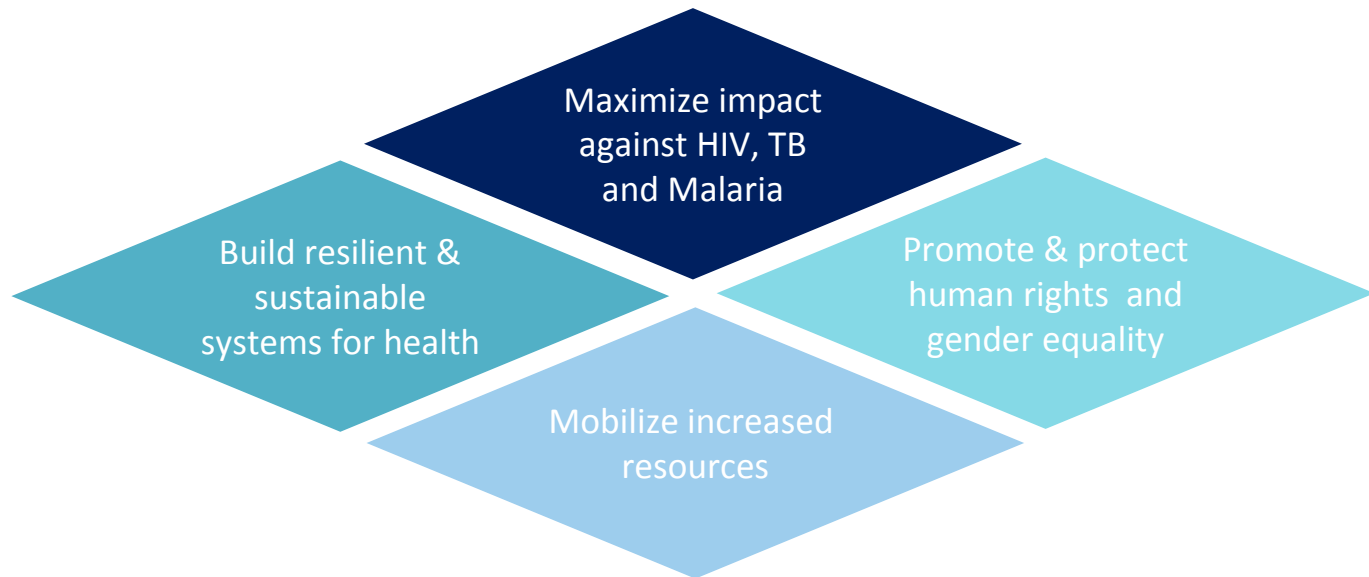 Maximize impact
against HIV, TB
and Malaria
Build resilient &
sustainable
systems for health
Promote & protect
human rights  and
gender equality
Mobilize increased
resources